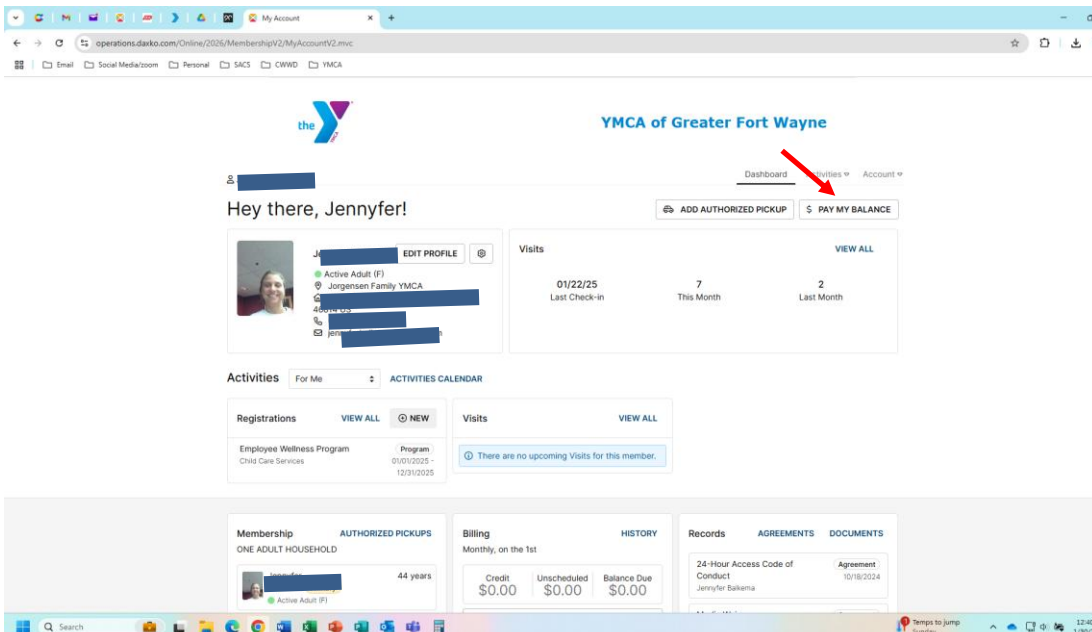 My Account
operations.daxko.com/Online/2026/MembershipV2/MyAccountV2.mvc
Email Social Media/zoom Personal SACS CWWD YMCA
the YMCA
YMCA of Greater Fort Wayne
Dashboard Activities Account
Hey there, Jennyfer!
ADD AUTHORIZED PICKUP
$ PAY MY BALANCE
EDIT PROFILE
Active Adult (F)
Jorgensen Family YMCA
US
Visits VIEW ALL
01/22/25 7 2
Last Check-in This Month Last Month
Activities For Me ACTIVITIES CALENDAR
Registrations VIEW ALL NEW
Employee Wellness Program Program
Child Care Services 01/01/2025 -
12/31/2025
Visits VIEW ALL
There are no upcoming Visits for this member.
Membership AUTHORIZED PICKUPS
ONE ADULT HOUSEHOLD
44 years
Active Adult (F)
Billing HISTORY
Monthly, on the 1st
Credit Unscheduled Balance Due
$0.00 $0.00 $0.00
Records AGREEMENTS DOCUMENTS
24-Hour Access Code of Agreement
Conduct 10/18/2024
Jennyfer Balkema
Search
Temps to jump
Sunday